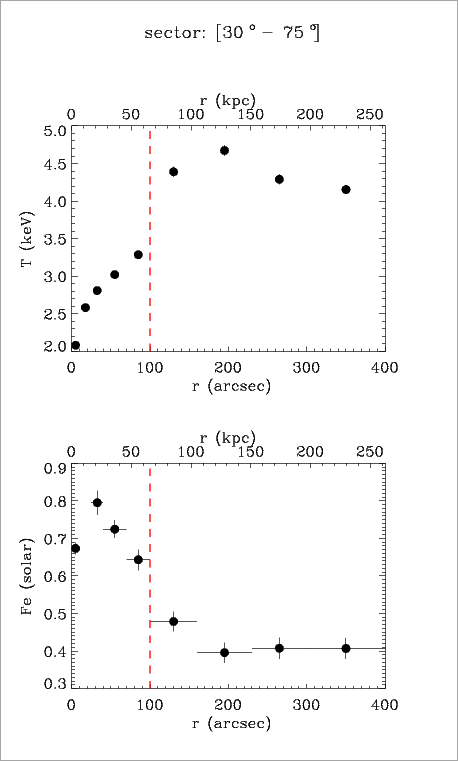 sector: [30 ° − 75 °]
r (kpc)
0 50 100 150 200 250
5.0
4.5
4.0
3.5
3.0
2.5
2.0
T (keV)
0 100 200 300 400
r (arcsec)
r (kpc)
0 50 100 150 200 250
0.9
0.8
0.7
0.6
0.5
0.4
0.3
Fe (solar)
0 100 200 300 400
r (arcsec)